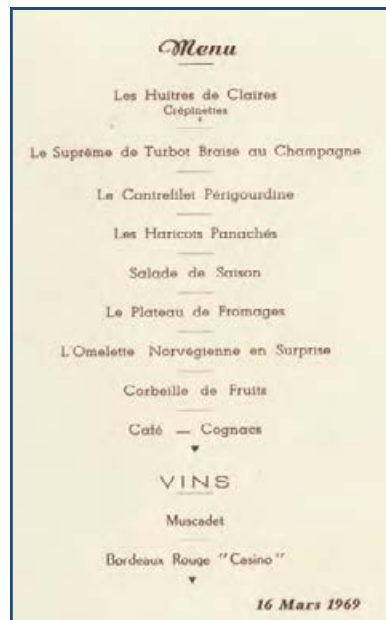 Menu
Les Huîtres de Claires
Crépinettes
Le Suprême de Turbot Braisé au Champagne
Le Contrefilet Périgourdine
Les Haricots Panachés
Salade de Saison
Le Plateau de Fromages
L'Omelette Norvégienne en Surprise
Corbeille de Fruits
Café — Cognacs
VINS
Muscadet
Bordeaux Rouge "Casino"
16 Mars 1969